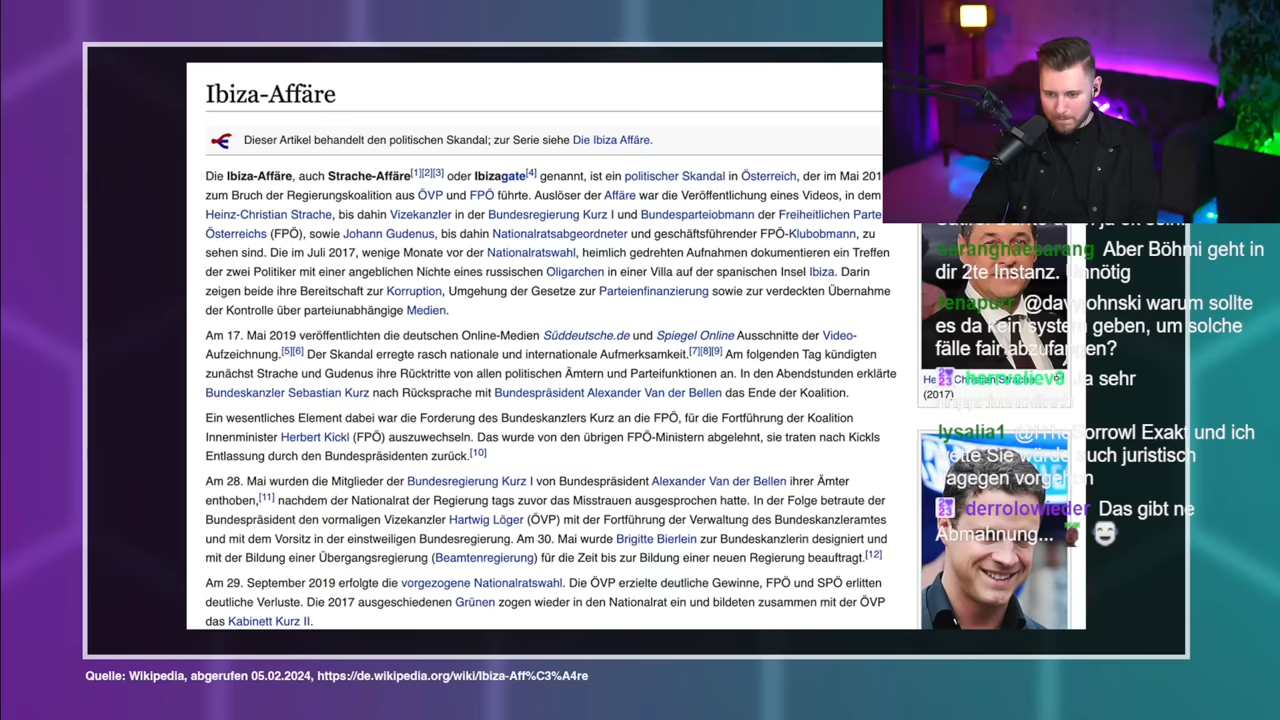 Ibiza-Affäre
Dieser Artikel behandelt den politischen Skandal; zur Serie siehe Die Ibiza Affäre.
Die Ibiza-Affäre, auch Strache-Affäre[1][2][3] oder Ibizagate[4] genannt, ist ein politischer Skandal in Österreich, der im Mai 201
zum Bruch der Regierungskoalition aus ÖVP und FPÖ führte. Auslöser der Affäre war die Veröffentlichung eines Videos, in dem
Heinz-Christian Strache, bis dahin Vizekanzler in der Bundesregierung Kurz I und Bundesparteiobmann der Freiheitlichen Parte
Österreichs (FPÖ), sowie Johann Gudenus, bis dahin Nationalratsabgeordneter und geschäftsführender FPÖ-Klubobmann, zu
sehen sind. Die im Juli 2017, wenige Monate vor der Nationalratswahl, heimlich gedrehten Aufnahmen dokumentieren ein Treffen
der zwei Politiker mit einer angeblichen Nichte eines russischen Oligarchen in einer Villa auf der spanischen Insel Ibiza. Darin
zeigen beide ihre Bereitschaft zur Korruption, Umgehung der Gesetze zur Parteienfinanzierung sowie zur verdeckten Übernahme
der Kontrolle über parteiunabhängige Medien.
Am 17. Mai 2019 veröffentlichten die deutschen Online-Medien Süddeutsche.de und Spiegel Online Ausschnitte der Video-
Aufzeichnung.[5][6] Der Skandal erregte rasch nationale und internationale Aufmerksamkeit.[7][8][9] Am folgenden Tag kündigten
zunächst Strache und Gudenus ihre Rücktritte von allen politischen Ämtern und Parteifunktionen an. In den Abendstunden erklärte
Bundeskanzler Sebastian Kurz nach Rücksprache mit Bundespräsident Alexander Van der Bellen das Ende der Koalition.
Ein wesentliches Element dabei war die Forderung des Bundeskanzlers Kurz an die FPÖ, für die Fortführung der Koalition
Innenminister Herbert Kickl (FPÖ) auszuwechseln. Das wurde von den übrigen FPÖ-Ministern abgelehnt, sie traten nach Kickls
Entlassung durch den Bundespräsidenten zurück.[10]
Am 28. Mai wurden die Mitglieder der Bundesregierung Kurz I von Bundespräsident Alexander Van der Bellen ihrer Ämter
enthoben,[11] nachdem der Nationalrat der Regierung tags zuvor das Misstrauen ausgesprochen hatte. In der Folge betraute der
Bundespräsident den vormaligen Vizekanzler Hartwig Löger (ÖVP) mit der Fortführung der Verwaltung des Bundeskanzleramtes
und mit dem Vorsitz in der einstweiligen Bundesregierung. Am 30. Mai wurde Brigitte Bierlein zur Bundeskanzlerin designiert und
mit der Bildung einer Übergangsregierung (Beamtenregierung) für die Zeit bis zur Bildung einer neuen Regierung beauftragt.[12]
Am 29. September 2019 erfolgte die vorgezogene Nationalratswahl. Die ÖVP erzielte deutliche Gewinne, FPÖ und SPÖ erlitten
deutliche Verluste. Die 2017 ausgeschiedenen Grünen zogen wieder in den Nationalrat ein und bildeten zusammen mit der ÖVP
das Kabinett Kurz II.
saranghaesarang Aber Böhmi geht in
dir 2te Instanz. Unnötig
@davyjohnski warum sollte
es da kein system geben, um solche
fälle fair abzufangen?
Ja sehr
Christian Strache
(2017)
lysalia1 Exakt und ich
wette Sie würde auch juristisch
dagegen vorgehen
derrolowieder Das gibt ne
Abmahnung...
Quelle: Wikipedia, abgerufen 05.02.2024, https://de.wikipedia.org/wiki/Ibiza-Aff%C3%A4re